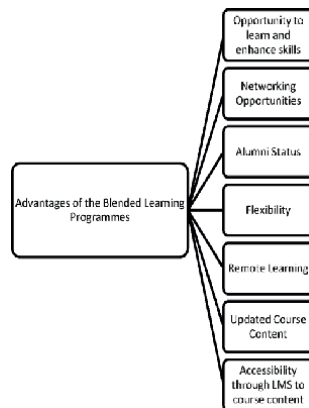 Opportunity to
learn and
enhance skills
Networking
Opportunities
Alumni Status
Advantages of the Blended Learning
Programmes
Flexibility
Remote Learning
Updated Course
Content
Accessibility
through LMS to
course content